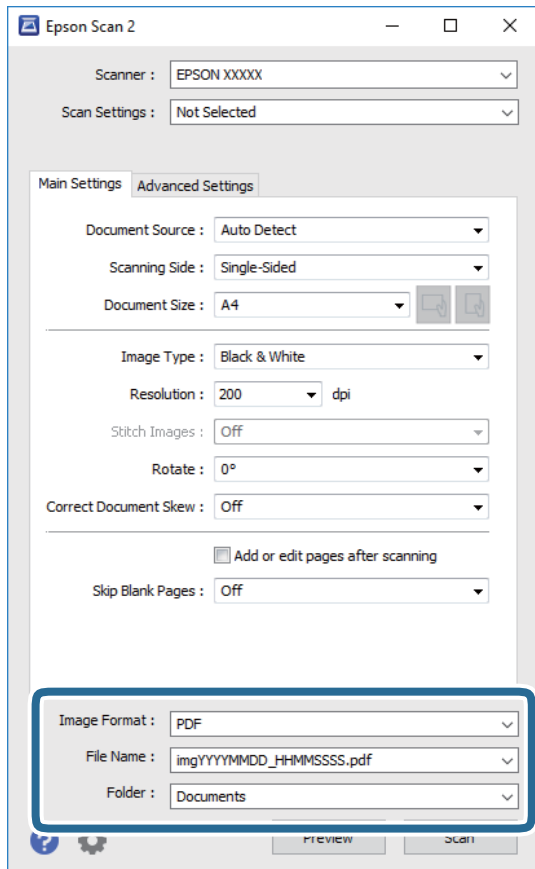 Epson Scan 2
Scanner : EPSON XXXXX
Scan Settings : Not Selected
Main Settings Advanced Settings
Document Source : Auto Detect
Scanning Side : Single-Sided
Document Size : A4
Image Type : Black & White
Resolution : 200 dpi
Stitch Images : Off
Rotate : 0°
Correct Document Skew : Off
Add or edit pages after scanning
Skip Blank Pages : Off
Image Format : PDF
File Name : imgYYYYMMDD_HHMMSSSS.pdf
Folder : Documents
? Preview Scan